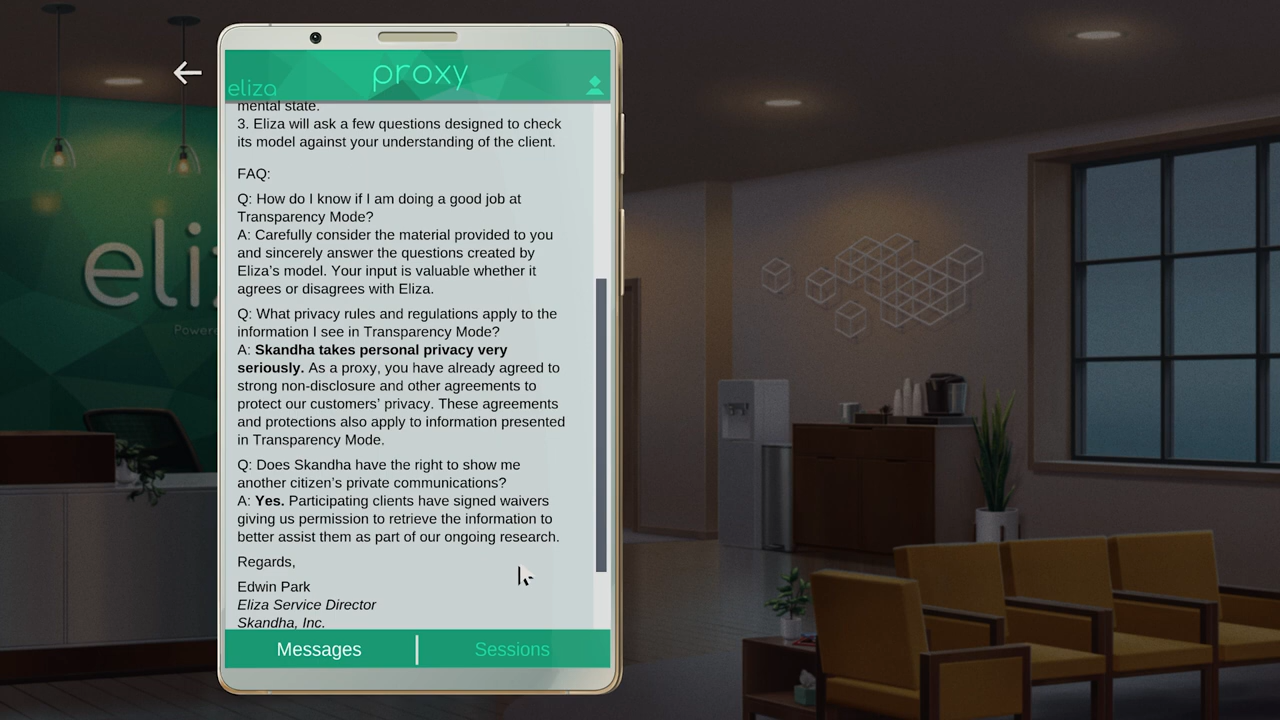 proxy
eliza
mental state.
3. Eliza will ask a few questions designed to check
its model against your understanding of the client.
FAQ:
Q: How do I know if I am doing a good job at
Transparency Mode?
A: Carefully consider the material provided to you
and sincerely answer the questions created by
Eliza’s model. Your input is valuable whether it
agrees or disagrees with Eliza.
Q: What privacy rules and regulations apply to the
information I see in Transparency Mode?
A: Skandha takes personal privacy very
seriously. As a proxy, you have already agreed to
strong non-disclosure and other agreements to
protect our customers’ privacy. These agreements
and protections also apply to information presented
in Transparency Mode.
Q: Does Skandha have the right to show me
another citizen’s private communications?
A: Yes. Participating clients have signed waivers
giving us permission to retrieve the information to
better assist them as part of our ongoing research.
Regards,
Edwin Park
Eliza Service Director
Skandha, Inc.
Messages
Sessions
eli
Powere